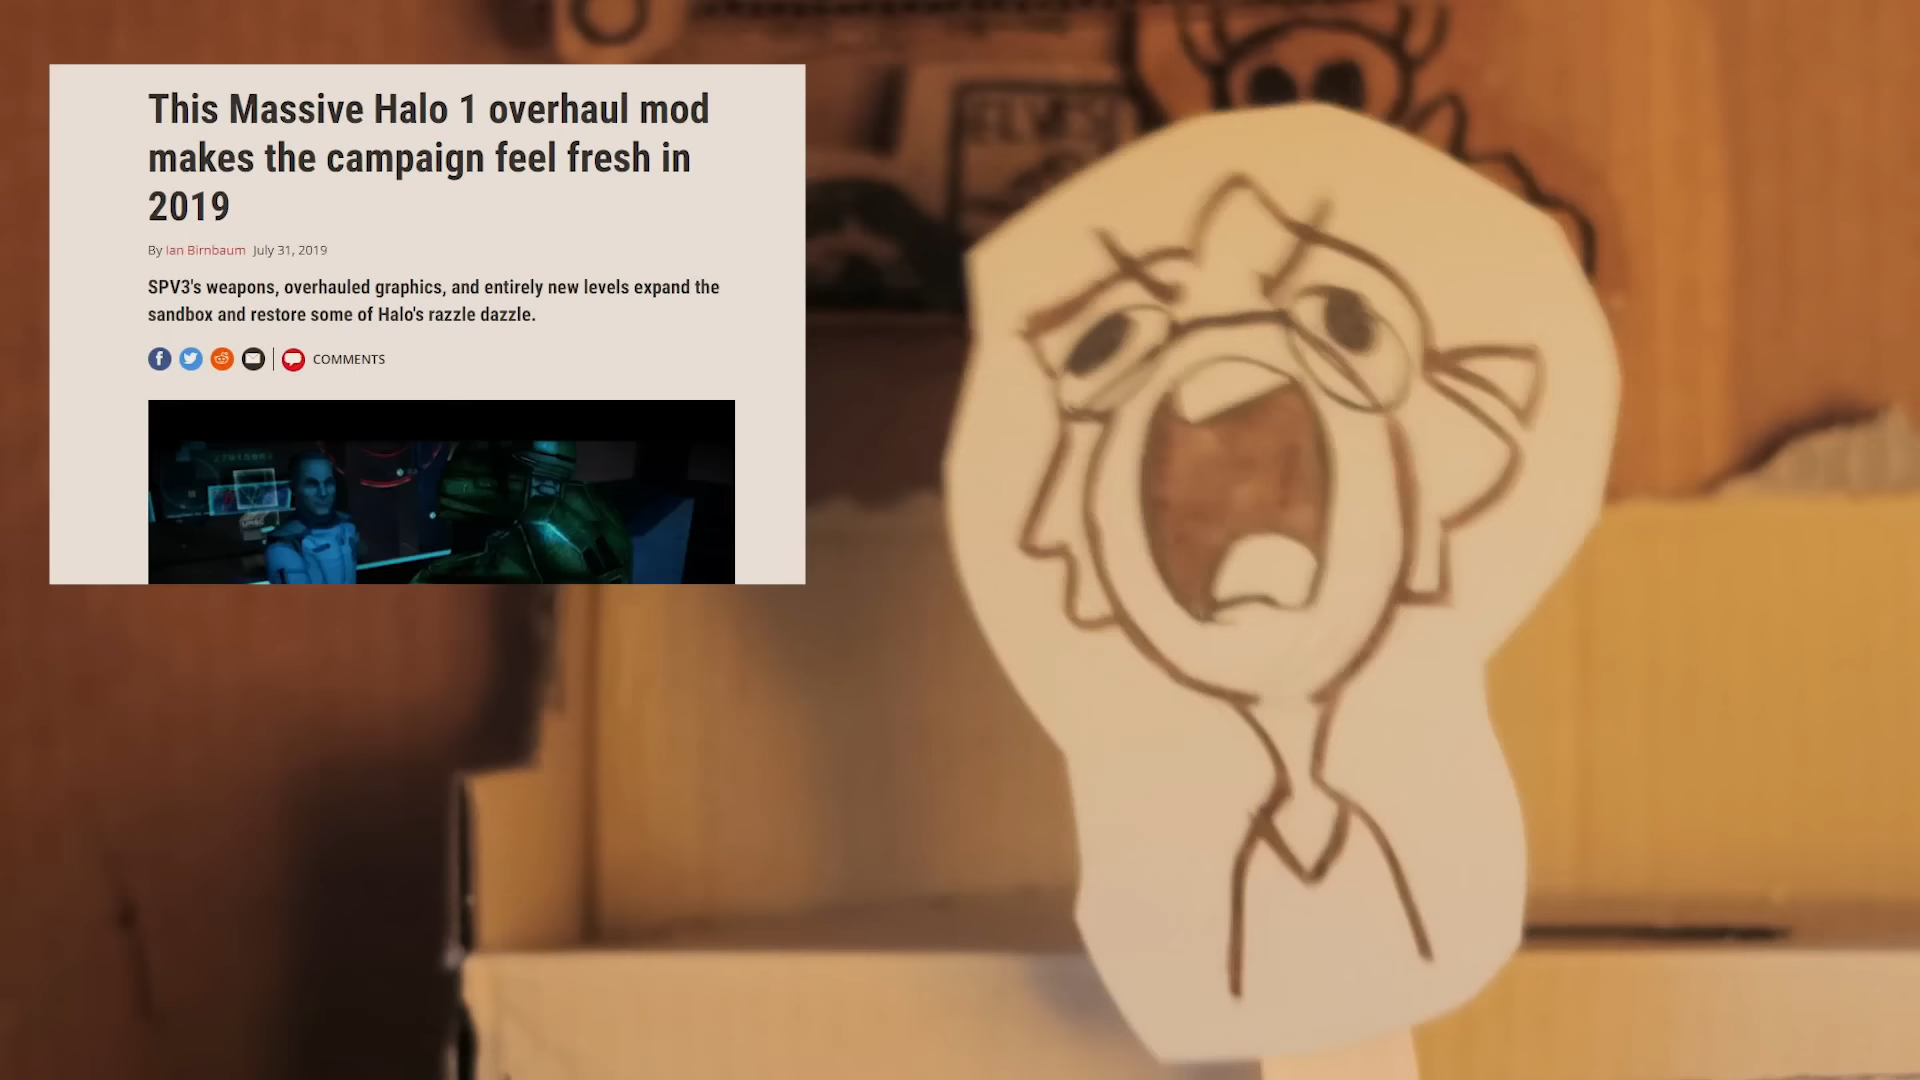 This Massive Halo 1 overhaul mod
makes the campaign feel fresh in
2019
By Ian Birnbaum July 31, 2019
SPV3's weapons, overhauled graphics, and entirely new levels expand the
sandbox and restore some of Halo's razzle dazzle.
COMMENTS